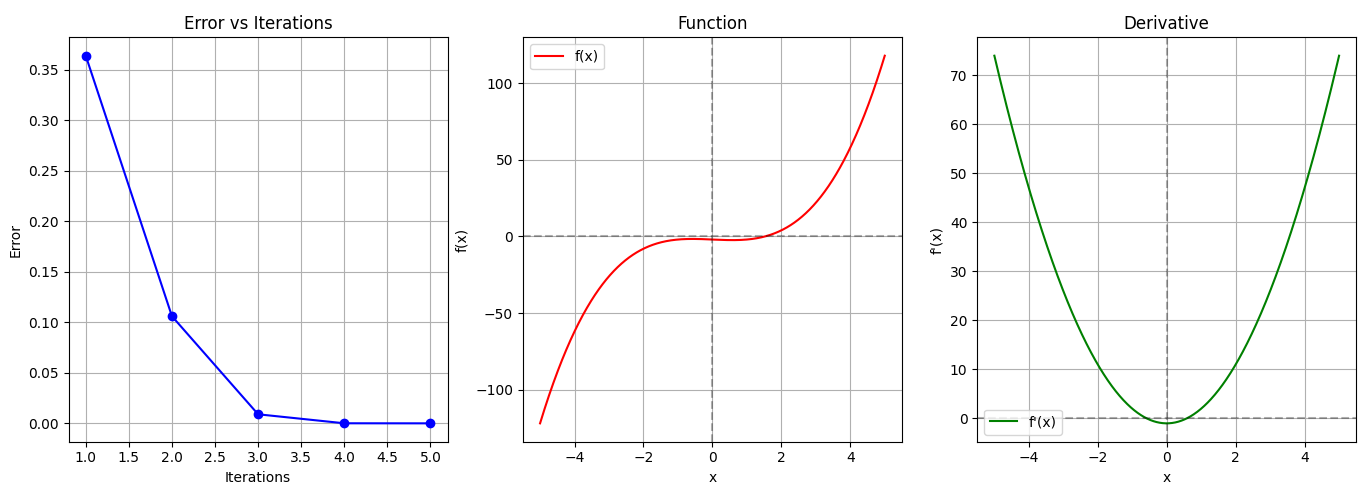 Error vs Iterations
Error
0.35
0.30
0.25
0.20
0.15
0.10
0.05
0.00
1.0 1.5 2.0 2.5 3.0 3.5 4.0 4.5 5.0
Iterations
Function
f(x)
f(x)
100
50
0
−50
−100
−4 −2 0 2 4
x
Derivative
f'(x)
70
60
50
40
30
20
10
0
f'(x)
−4 −2 0 2 4
x